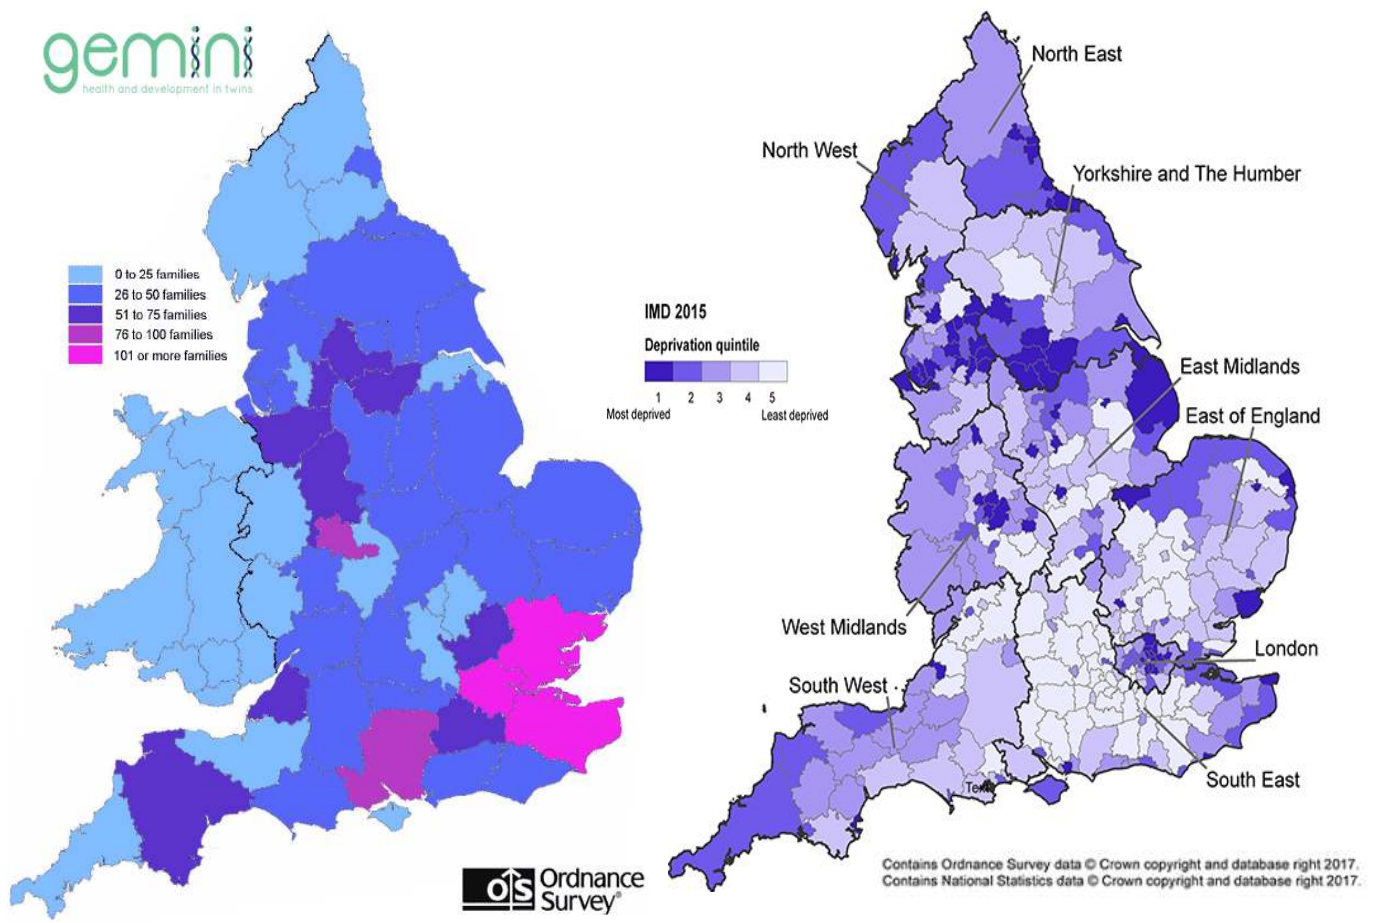 gemini
health and development in twins
0 to 25 families
26 to 50 families
51 to 75 families
76 to 100 families
101 or more families
OS Ordnance
Survey®
North East
North West
Yorkshire and The Humber
IMD 2015
Deprivation quintile
1 2 3 4 5
Most deprived Least deprived
East Midlands
East of England
West Midlands
London
South West
South East
Contains Ordnance Survey data © Crown copyright and database right 2017.
Contains National Statistics data © Crown copyright and database right 2017.